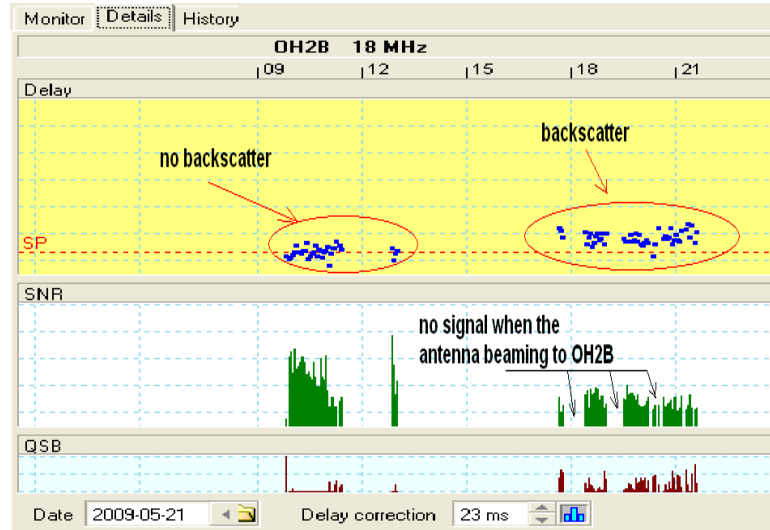 Monitor Details History
OH2B 18 MHz
09 12 15 18 21
Delay
backscatter
no backscatter
SP
SNR
no signal when the
antenna beaming to OH2B
QSB
Date 2009-05-21 Delay correction 23 ms